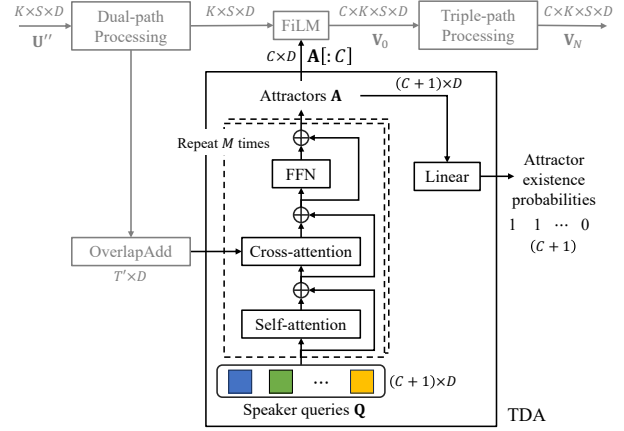 K×S×D
U''
Dual-path
Processing
K×S×D
FiLM
C×K×S×D
V₀
Triple-path
Processing
C×K×S×D
V_N
C×D
A[: C]
Attractors A
(C + 1)×D
Repeat M times
FFN
Linear
Attractor
existence
probabilities
1 1 ⋯ 0
(C + 1)
OverlapAdd
T'×D
Cross-attention
Self-attention
⋯
(C + 1)×D
Speaker queries Q
TDA